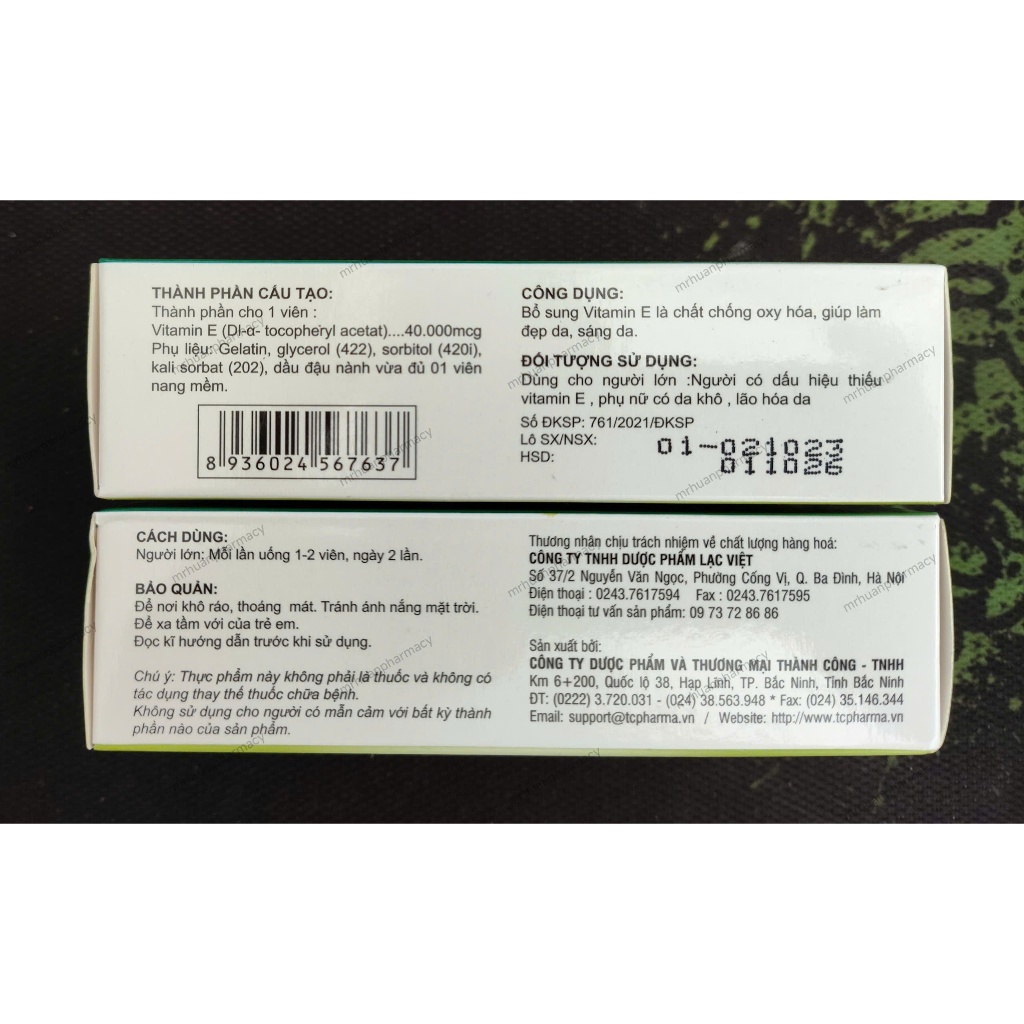 THÀNH PHẦN CẤU TẠO:
Thành phần cho 1 viên :
Vitamin E (Dl-α- tocopheryl acetat)....40.000mcg
Phụ liệu: Gelatin, glycerol (422), sorbitol (420i),
kali sorbat (202), dầu đậu nành vừa đủ 01 viên
nang mềm.
8 936024 567637
CÔNG DỤNG:
Bổ sung Vitamin E là chất chống oxy hóa, giúp làm
đẹp da, sáng da.
ĐỐI TƯỢNG SỬ DỤNG:
Dùng cho người lớn :Người có dấu hiệu thiếu
vitamin E , phụ nữ có da khô , lão hóa da
Số ĐKSP: 761/2021/ĐKSP
Lô SX/NSX: 01-021023
HSD: 011026
CÁCH DÙNG:
Người lớn: Mỗi lần uống 1-2 viên, ngày 2 lần.
BẢO QUẢN:
Để nơi khô ráo, thoáng mát. Tránh ánh nắng mặt trời.
Để xa tầm với của trẻ em.
Đọc kĩ hướng dẫn trước khi sử dụng.
Chú ý: Thực phẩm này không phải là thuốc và không có
tác dụng thay thế thuốc chữa bệnh.
Không sử dụng cho người có mẫn cảm với bất kỳ thành
phần nào của sản phẩm.
Thương nhân chịu trách nhiệm về chất lượng hàng hoá:
CÔNG TY TNHH DƯỢC PHẨM LẠC VIỆT
Số 37/2 Nguyễn Văn Ngọc, Phường Cống Vị, Q. Ba Đình, Hà Nội
Điện thoại : 0243.7617594 Fax : 0243.7617595
Điện thoại tư vấn sản phẩm: 09 73 72 86 86
Sản xuất bởi:
CÔNG TY DƯỢC PHẨM VÀ THƯƠNG MẠI THÀNH CÔNG - TNHH
Km 6+200, Quốc lộ 38, Hạp Lĩnh, TP. Bắc Ninh, Tỉnh Bắc Ninh
ĐT: (0222) 3.720.031 - (024) 38.563.948 * Fax: (024) 35.146.344
Email: support@tcpharma.vn / Website: http://www.tcpharma.vn
mrhuanpharmacy